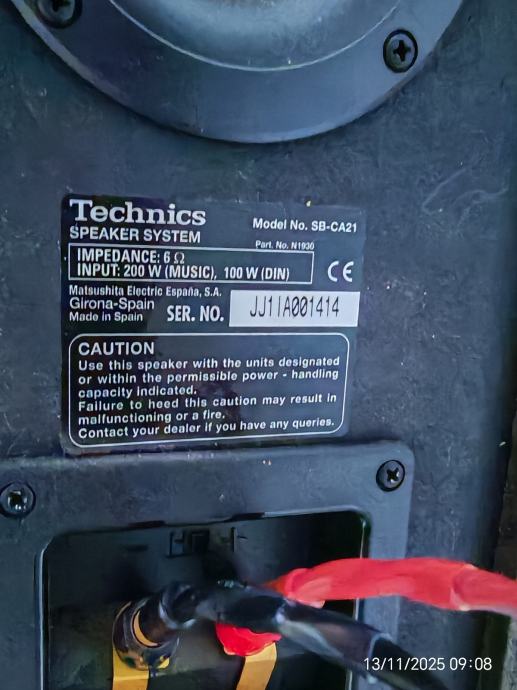 Technics
SPEAKER SYSTEM
Model No. SB-CA21
Part. No. N1930
IMPEDANCE: 6 Ω
INPUT: 200 W (MUSIC), 100 W (DIN)
CE
Matsushita Electric España, S.A.
Girona-Spain
Made in Spain
SER. NO. JJ1IA001414
CAUTION
Use this speaker with the units designated
or within the permissible power - handling
capacity indicated.
Failure to heed this caution may result in
malfunctioning or a fire.
Contact your dealer if you have any queries.
13/11/2025 09:08